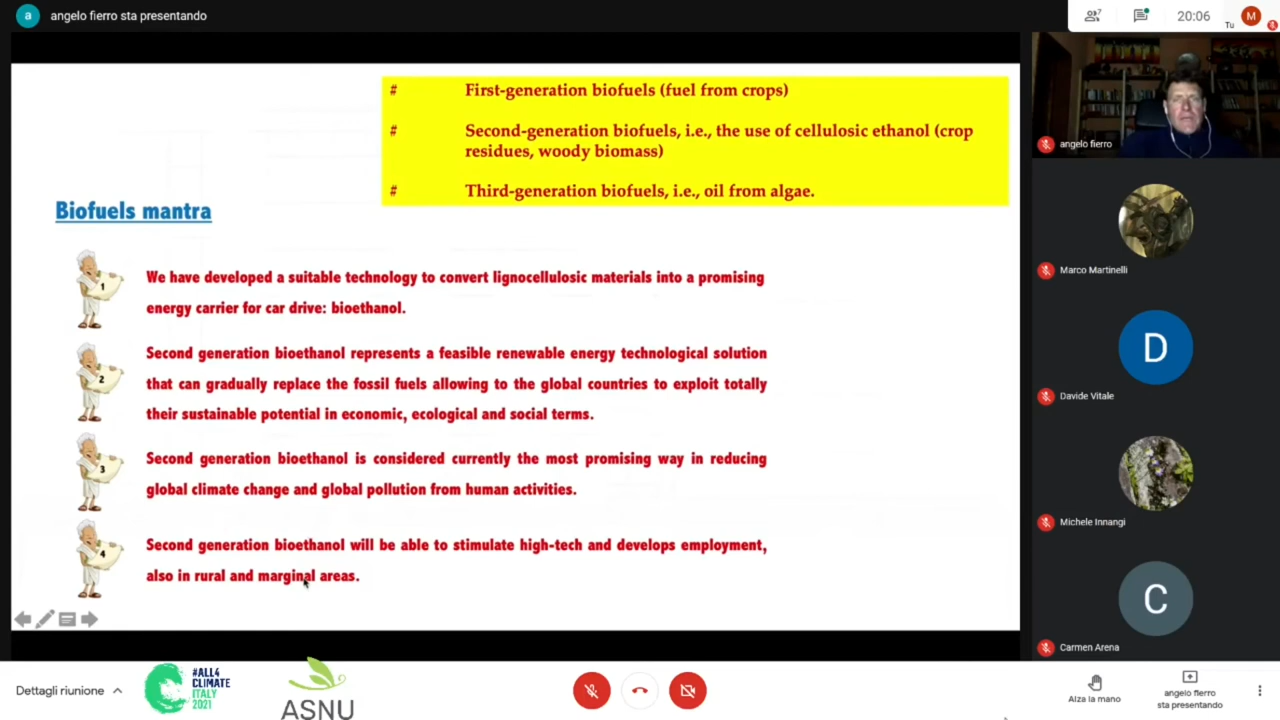 a
angelo fierro sta presentando
7
20:06
Tu
M
# First-generation biofuels (fuel from crops)
# Second-generation biofuels, i.e., the use of cellulosic ethanol (crop
residues, woody biomass)
# Third-generation biofuels, i.e., oil from algae.
Biofuels mantra
1
We have developed a suitable technology to convert lignocellulosic materials into a promising
energy carrier for car drive: bioethanol.
2
Second generation bioethanol represents a feasible renewable energy technological solution
that can gradually replace the fossil fuels allowing to the global countries to exploit totally
their sustainable potential in economic, ecological and social terms.
3
Second generation bioethanol is considered currently the most promising way in reducing
global climate change and global pollution from human activities.
4
Second generation bioethanol will be able to stimulate high-tech and develops employment,
also in rural and marginal areas.
angelo fierro
Marco Martinelli
D
Davide Vitale
Michele Innangi
C
Carmen Arena
Dettagli riunione
#ALL4
CLIMATE
ITALY
2021
ASNU
Alza la mano
angelo fierro
sta presentando